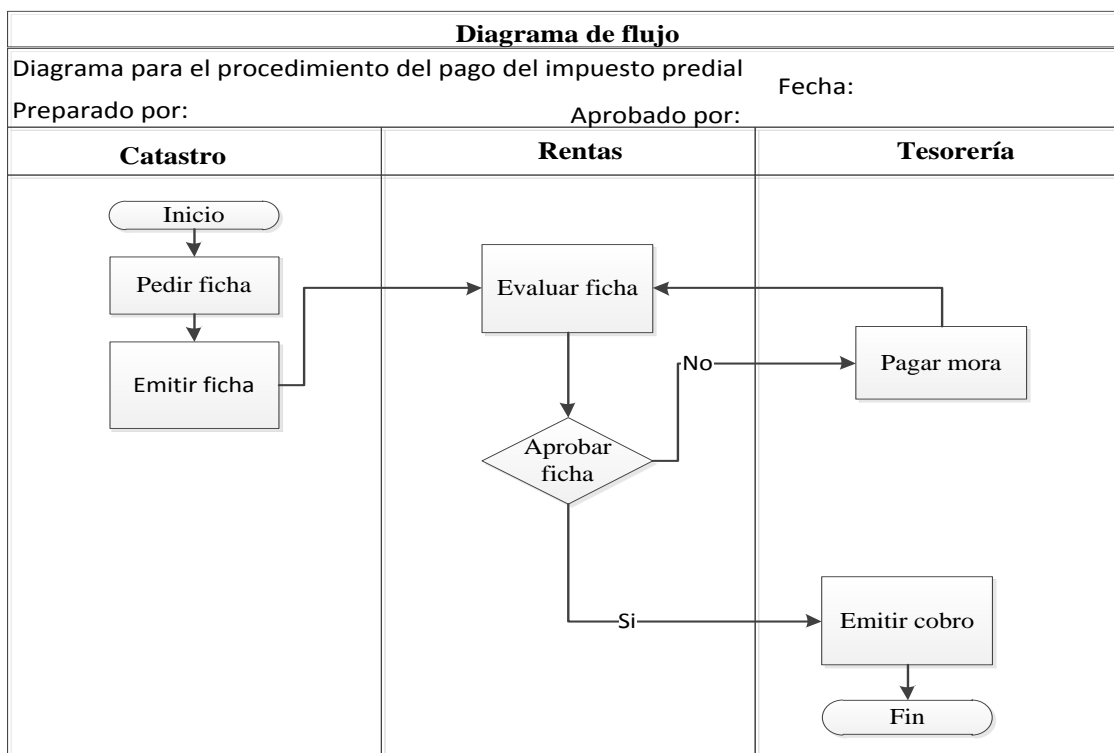 Diagrama de flujo
Diagrama para el procedimiento del pago del impuesto predial
Fecha:
Preparado por:
Aprobado por:
Catastro
Rentas
Tesorería
Inicio
Pedir ficha
Emitir ficha
Evaluar ficha
Aprobar
ficha
No
Pagar mora
Si
Emitir cobro
Fin